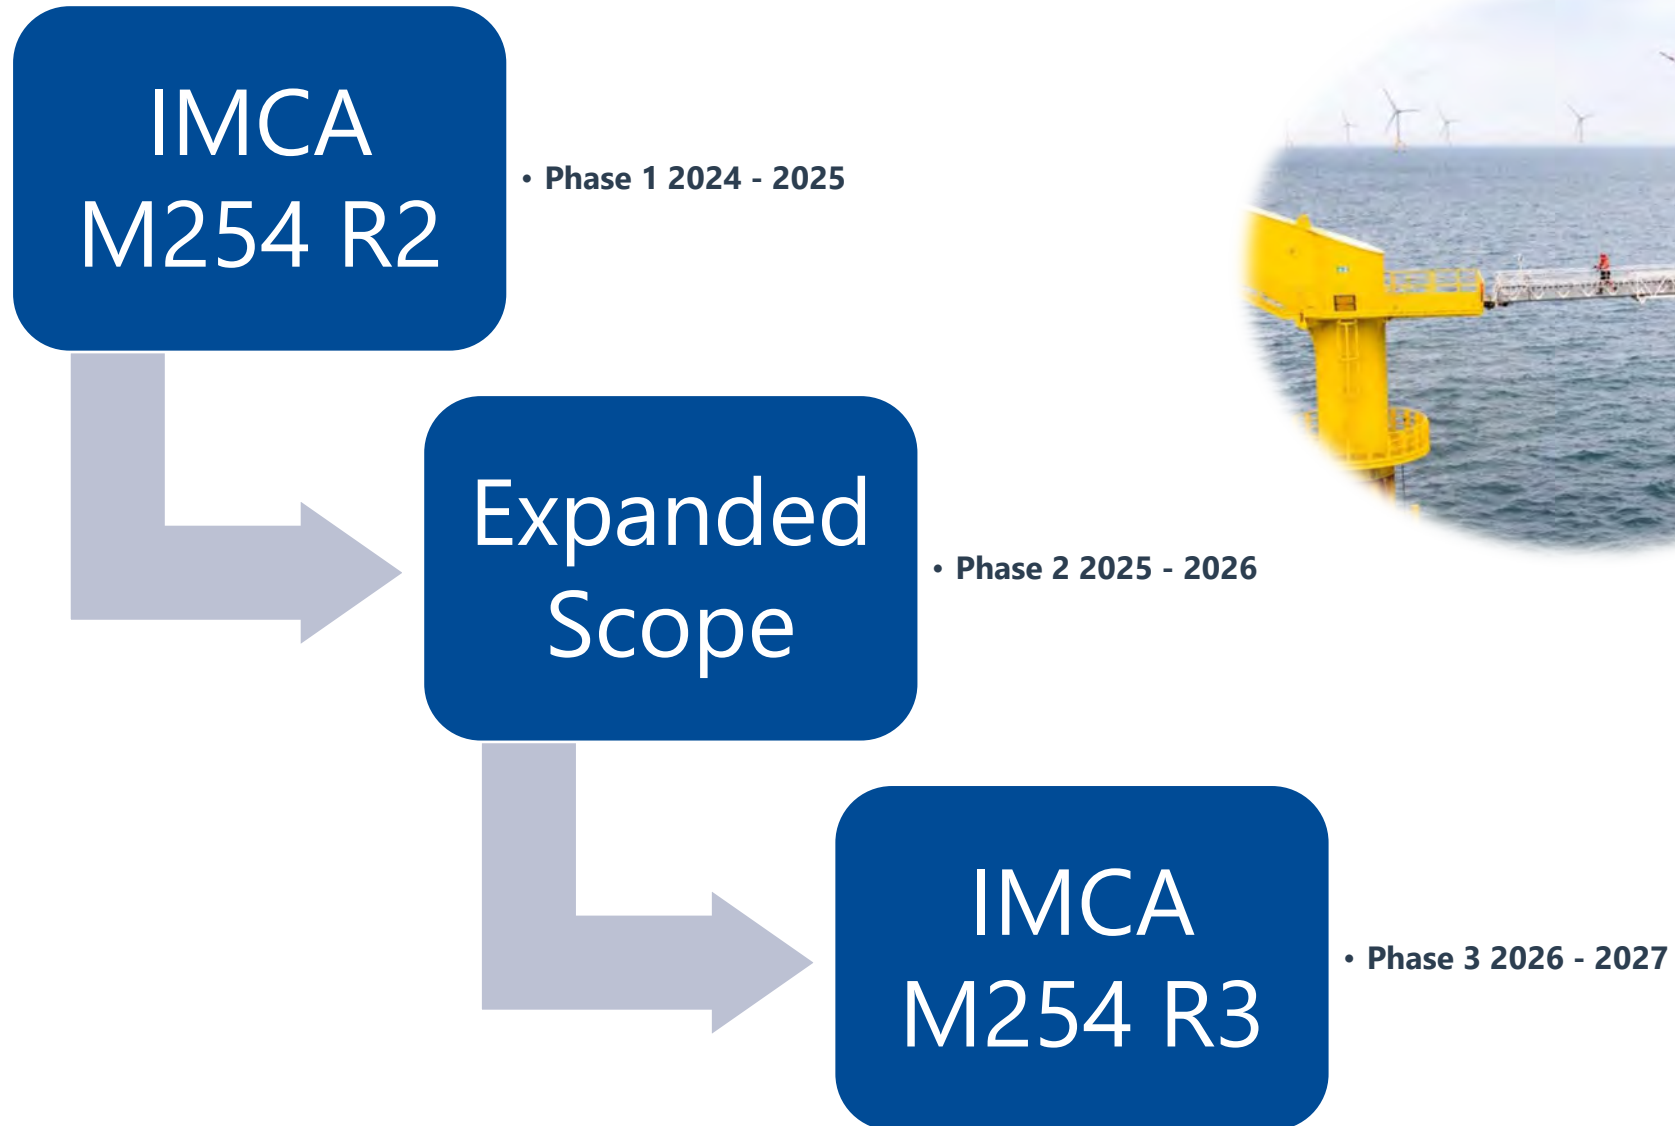 IMCA
M254 R2
• Phase 1 2024 - 2025
Expanded
Scope
• Phase 2 2025 - 2026
IMCA
M254 R3
• Phase 3 2026 - 2027